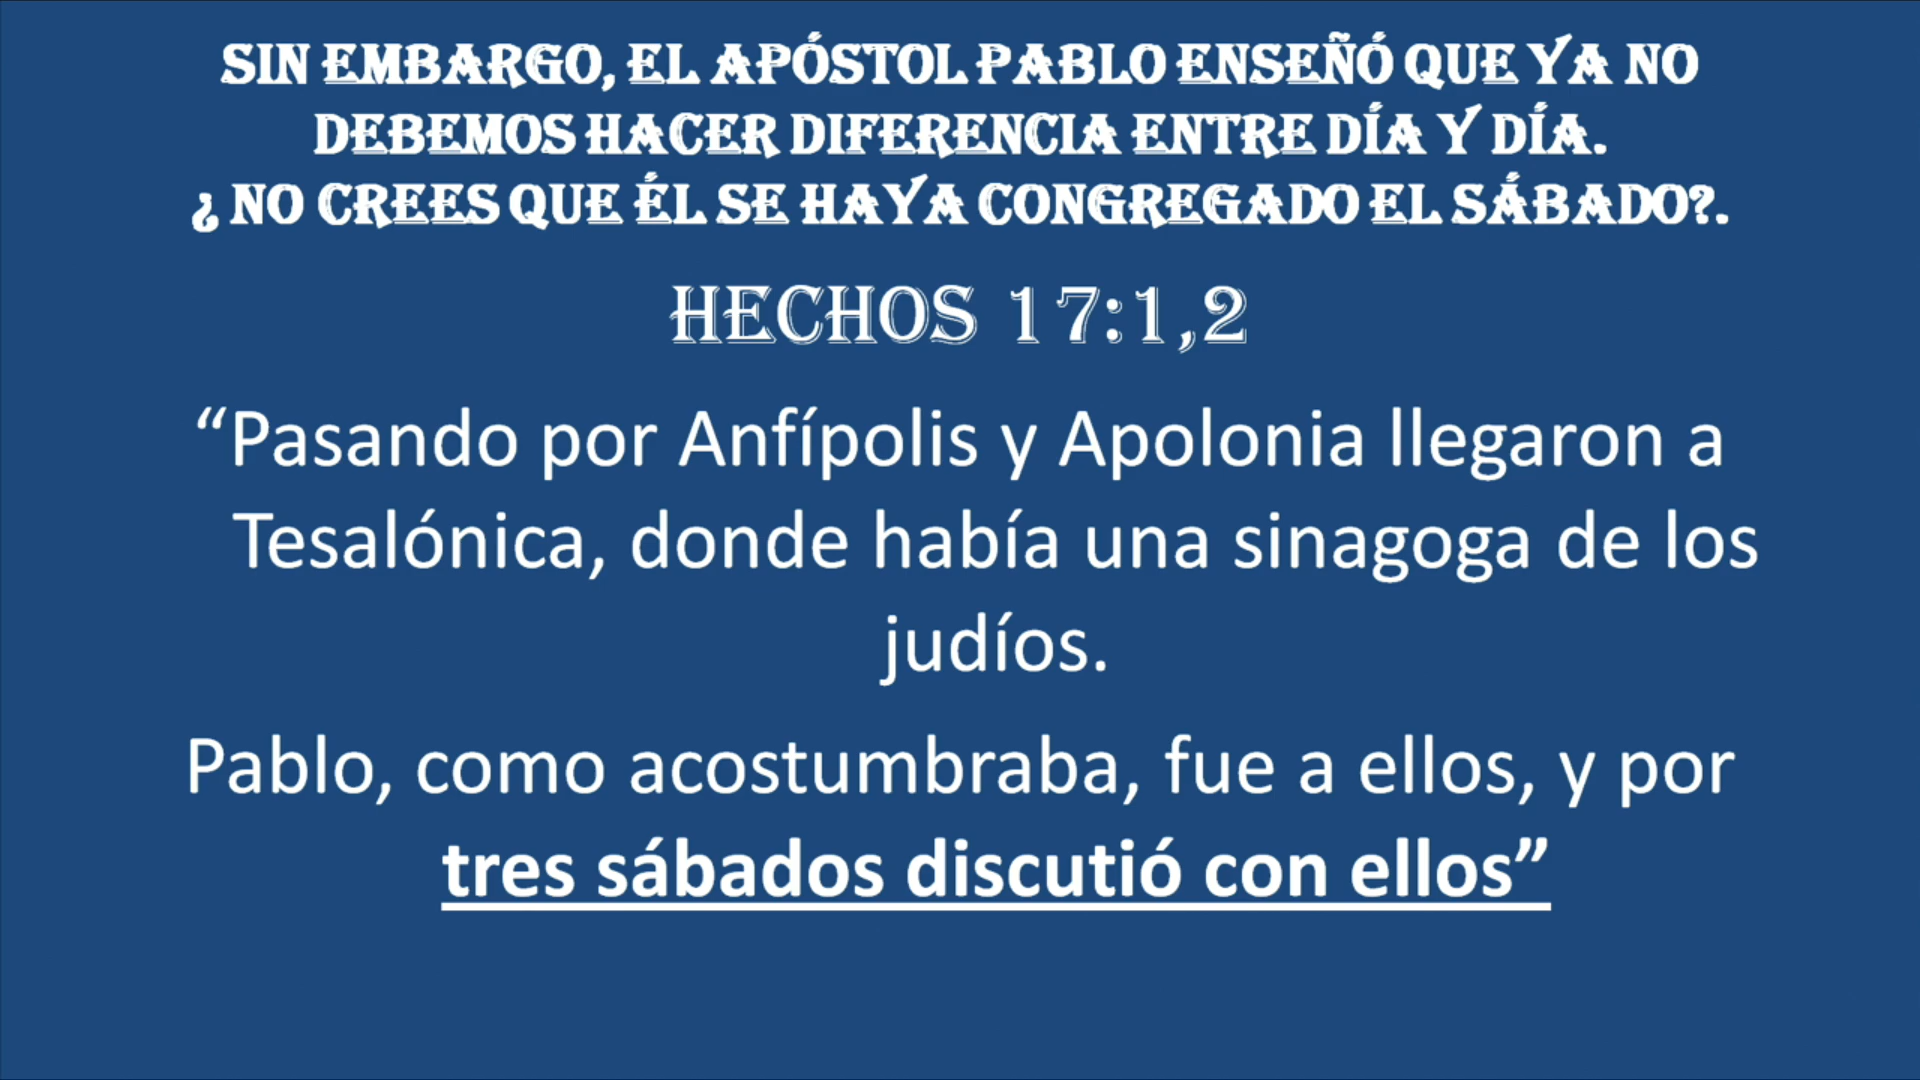 SIN EMBARGO, EL APÓSTOL PABLO ENSEÑÓ QUE YA NO
DEBEMOS HACER DIFERENCIA ENTRE DÍA Y DÍA.
¿ NO CREES QUE ÉL SE HAYA CONGREGADO EL SÁBADO?.
HECHOS 17:1,2
“Pasando por Anfípolis y Apolonia llegaron a
Tesalónica, donde había una sinagoga de los
judíos.
Pablo, como acostumbraba, fue a ellos, y por
tres sábados discutió con ellos”